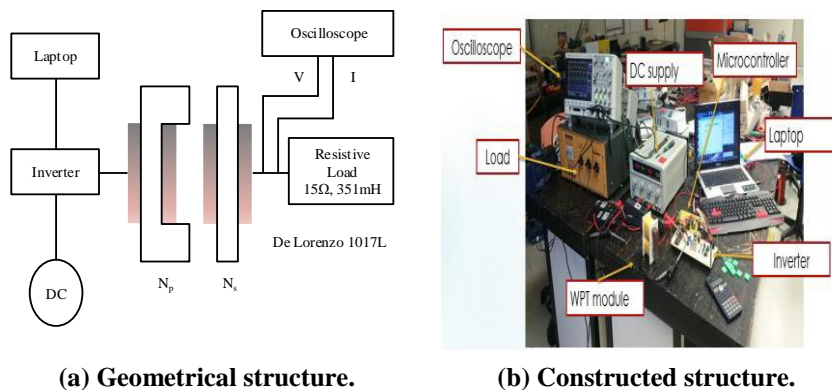 Laptop
Oscilloscope
V
I
Inverter
Resistive
Load
15Ω, 351mH
De Lorenzo 1017L
DC
Np
Ns
(a) Geometrical structure.
Oscilloscope
DC supply
Microcontroller
Load
Laptop
Inverter
WPT module
(b) Constructed structure.